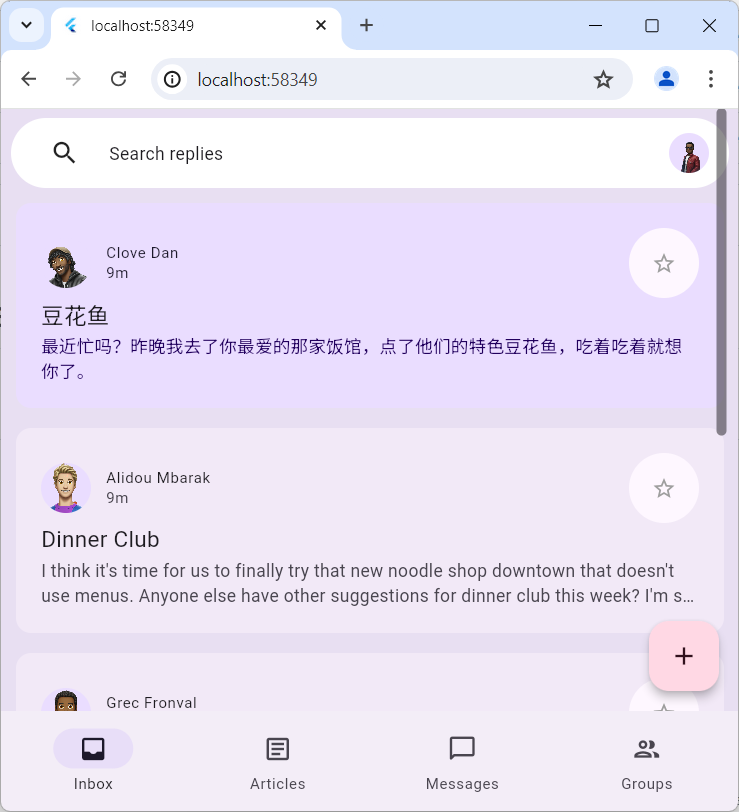 localhost:58349
localhost:58349
Search replies
Clove Dan
9m
豆花鱼
最近忙吗？昨晚我去了你最爱的那家饭馆，点了他们的特色豆花鱼，吃着吃着就想
你了。
Alidou Mbarak
9m
Dinner Club
I think it's time for us to finally try that new noodle shop downtown that doesn't
use menus. Anyone else have other suggestions for dinner club this week? I'm s…
Grec Fronval
Inbox
Articles
Messages
Groups